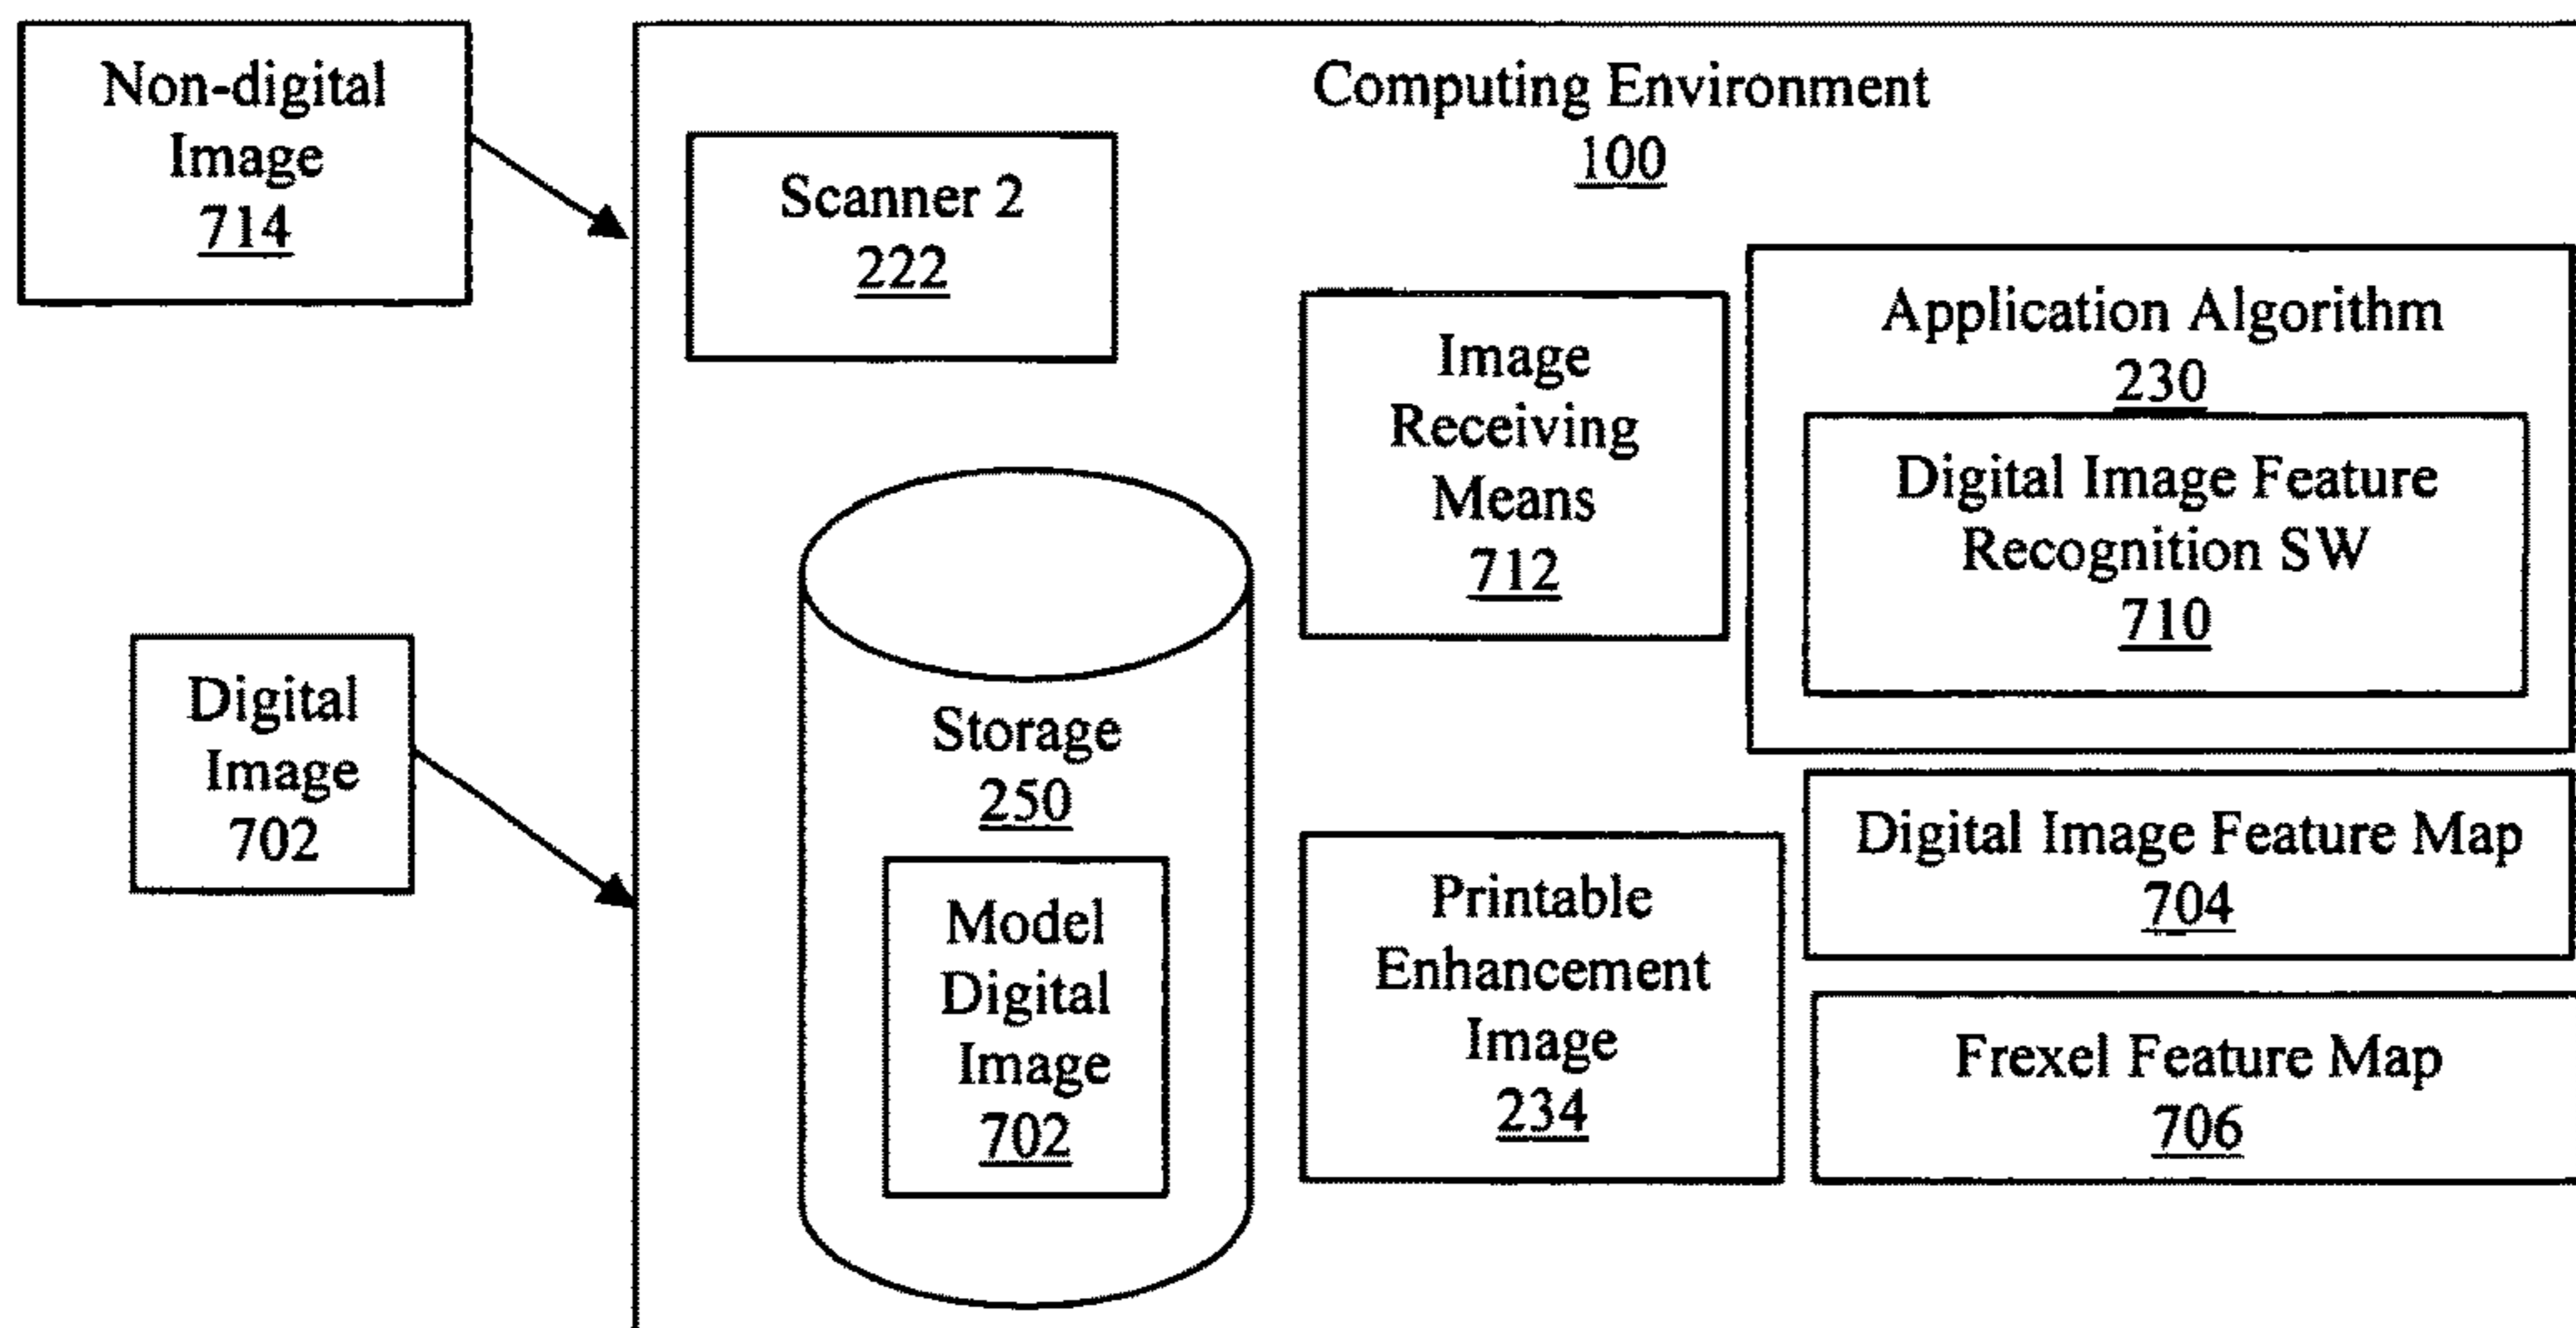 Non-digital
Image
714
Computing Environment
100
Scanner 2
222
Image
Receiving
Means
712
Application Algorithm
230
Digital Image Feature
Recognition SW
710
Digital
Image
702
Storage
250
Model
Digital
Image
702
Printable
Enhancement
Image
234
Digital Image Feature Map
704
Frexel Feature Map
706